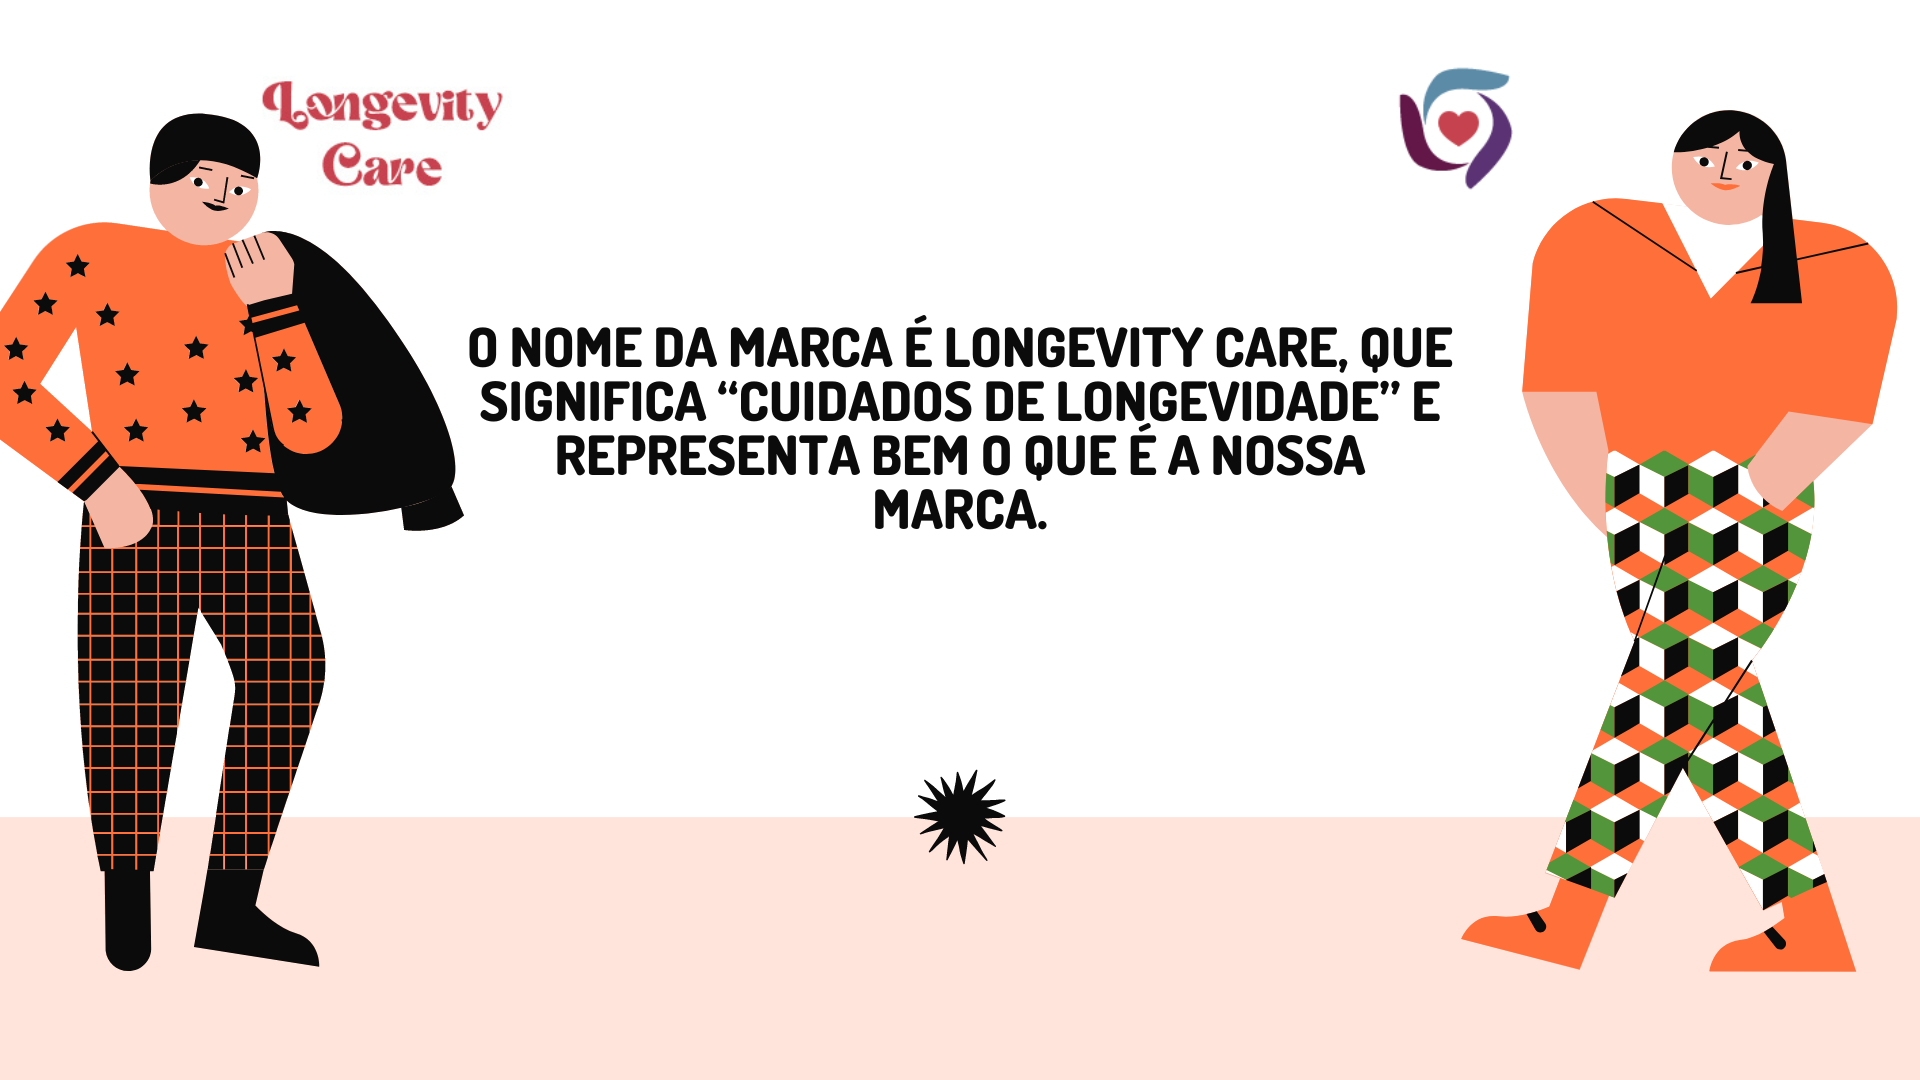 Longevity
Care
O NOME DA MARCA É LONGEVITY CARE, QUE
SIGNIFICA “CUIDADOS DE LONGEVIDADE” E
REPRESENTA BEM O QUE É A NOSSA
MARCA.